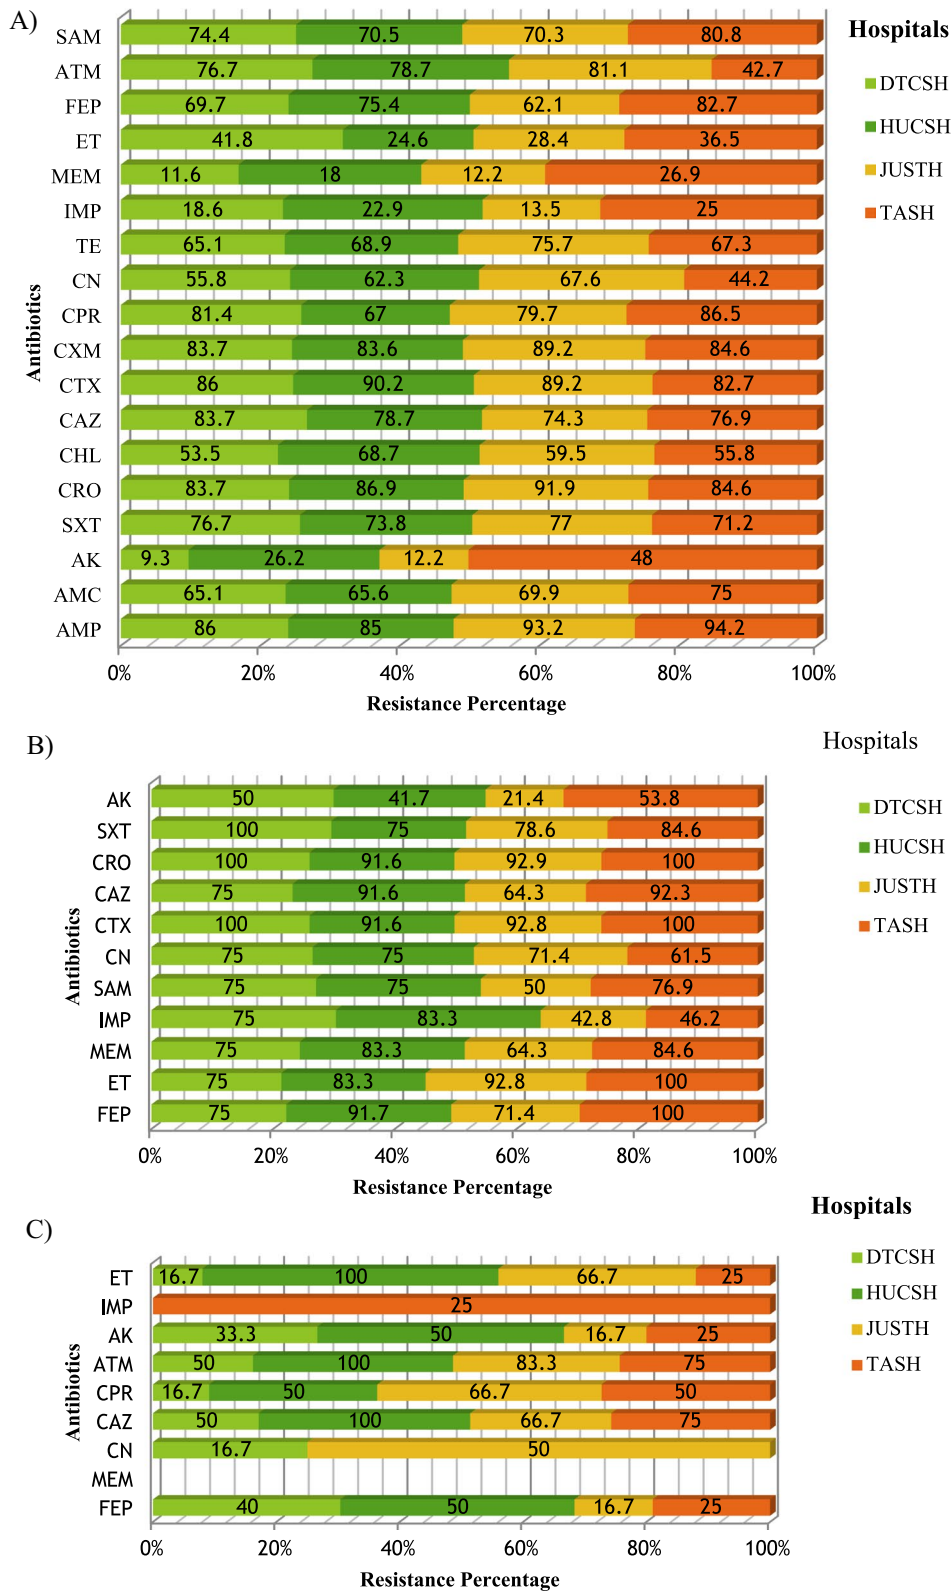 A)
Hospitals
DTCSH
HUCSH
JUSTH
TASH
Antibiotics
SAM 74.4 70.5 70.3 80.8
ATM 76.7 78.7 81.1 42.7
FEP 69.7 75.4 62.1 82.7
ET 41.8 24.6 28.4 36.5
MEM 11.6 18 12.2 26.9
IMP 18.6 22.9 13.5 25
TE 65.1 68.9 75.7 67.3
CN 55.8 62.3 67.6 44.2
CPR 81.4 67 79.7 86.5
CXM 83.7 83.6 89.2 84.6
CTX 86 90.2 89.2 82.7
CAZ 83.7 78.7 74.3 76.9
CHL 53.5 68.7 59.5 55.8
CRO 83.7 86.9 91.9 84.6
SXT 76.7 73.8 77 71.2
AK 9.3 26.2 12.2 48
AMC 65.1 65.6 69.9 75
AMP 86 85 93.2 94.2
0% 20% 40% 60% 80% 100%
Resistance Percentage
B)
Hospitals
DTCSH
HUCSH
JUSTH
TASH
Antibiotics
AK 50 41.7 21.4 53.8
SXT 100 75 78.6 84.6
CRO 100 91.6 92.9 100
CAZ 75 91.6 64.3 92.3
CTX 100 91.6 92.8 100
CN 75 75 71.4 61.5
SAM 75 75 50 76.9
IMP 75 83.3 42.8 46.2
MEM 75 83.3 64.3 84.6
ET 75 83.3 92.8 100
FEP 75 91.7 71.4 100
0% 20% 40% 60% 80% 100%
Resistance Percentage
C)
Hospitals
DTCSH
HUCSH
JUSTH
TASH
Antibiotics
ET 16.7 100 66.7 25
IMP 25
AK 33.3 50 16.7 25
ATM 50 100 83.3 75
CPR 16.7 50 66.7 50
CAZ 50 100 66.7 75
CN 16.7 50
MEM
FEP 40 50 16.7 25
0% 20% 40% 60% 80% 100%
Resistance Percentage